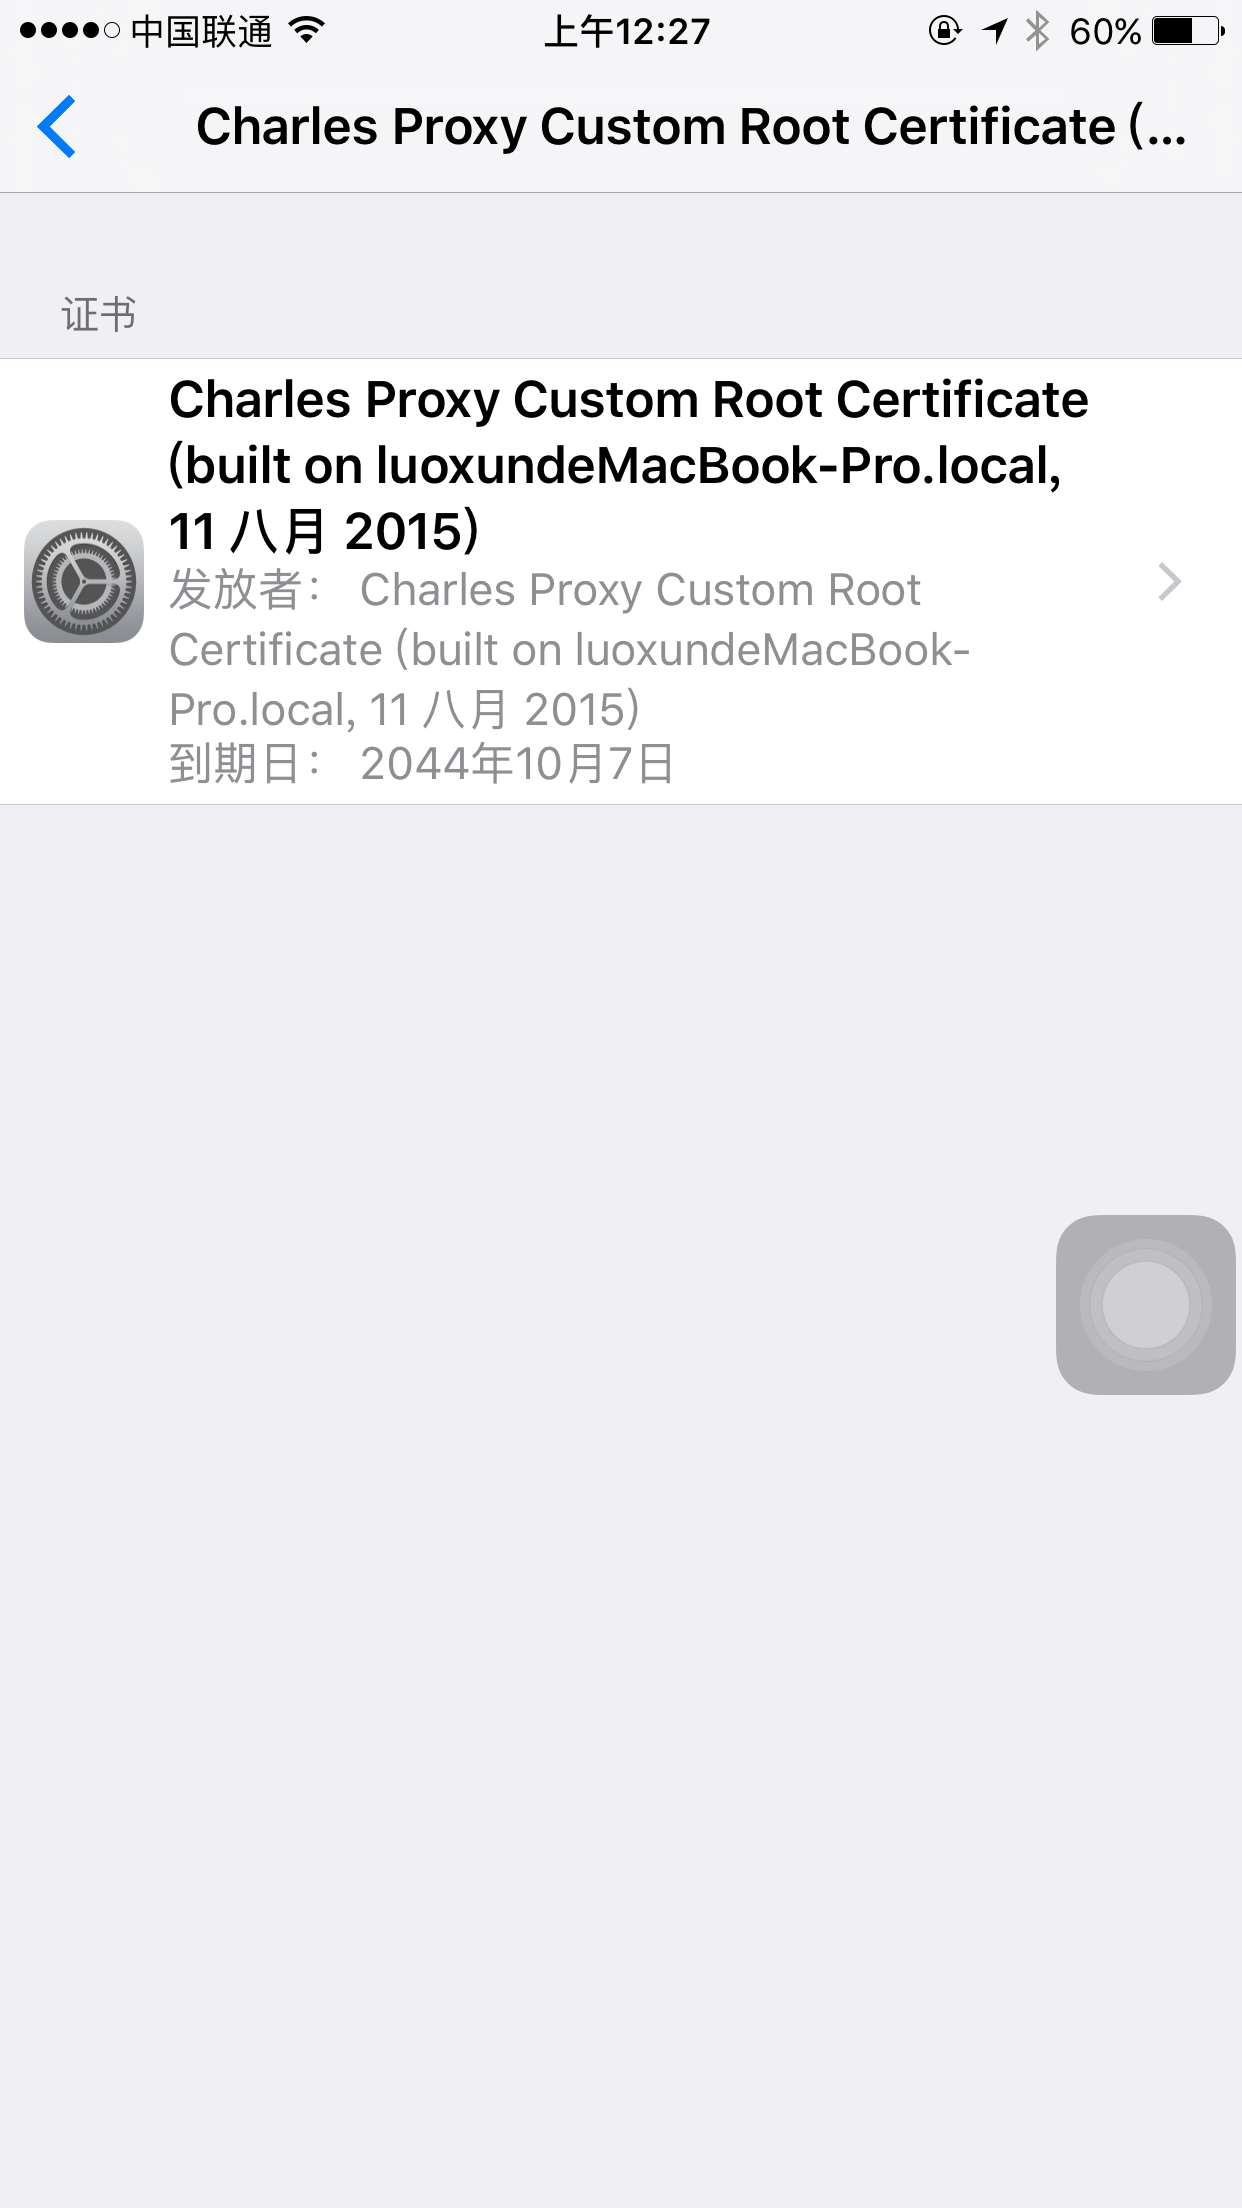 中国联通
上午12:27
60%
Charles Proxy Custom Root Certificate (...
证书
Charles Proxy Custom Root Certificate
(built on luoxundeMacBook-Pro.local,
11 八月 2015)
发放者： Charles Proxy Custom Root
Certificate (built on luoxundeMacBook-
Pro.local, 11 八月 2015)
到期日： 2044年10月7日